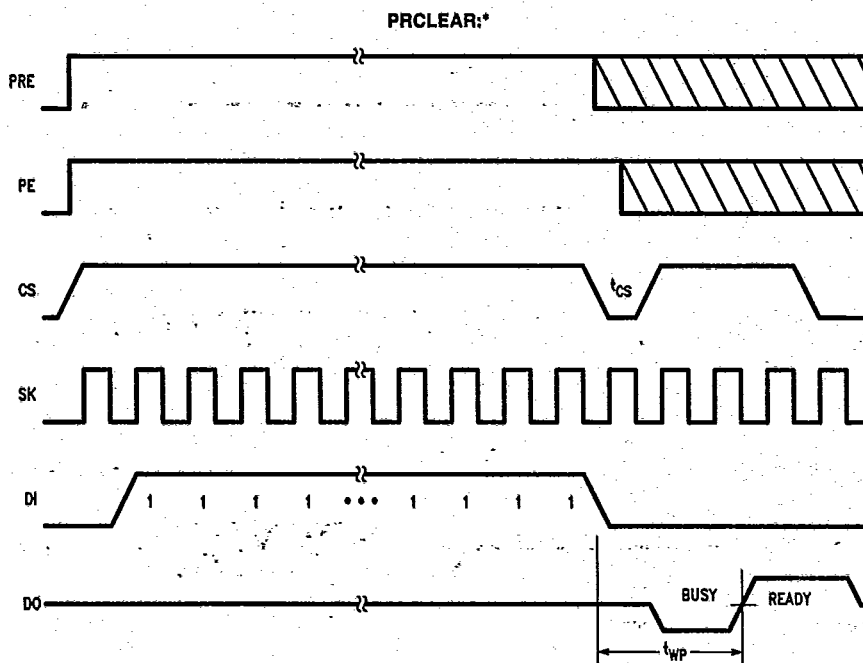 PRCLEAR:*
PRE
PE
CS
t_CS
SK
DI
1 1 1 1 ••• 1 1 1 1
DO
BUSY
READY
t_WP